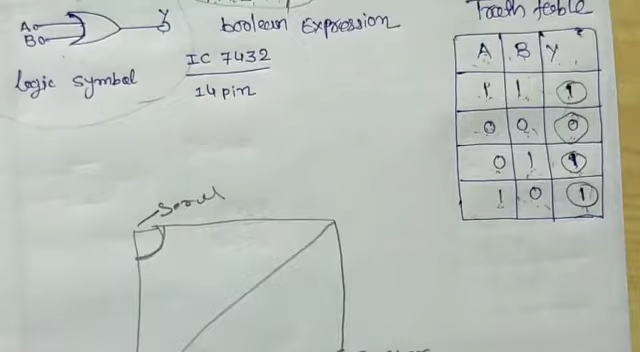 Y
A
B
Logic symbol
boolean Expression
IC 7432
14 pin
Truth table
A B Y
1 1 1
0 0 0
0 1 1
1 0 1